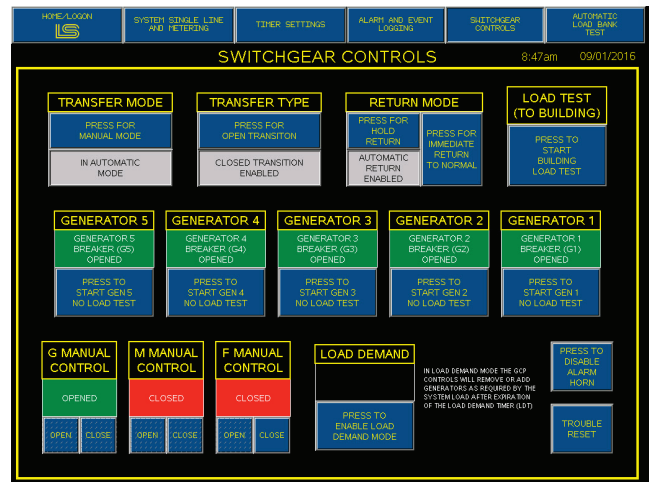 HOME/LOGON
LS
SYSTEM SINGLE LINE
AND METERING
TIMER SETTINGS
ALARM AND EVENT
LOGGING
SWITCHGEAR
CONTROLS
AUTOMATIC
LOAD BANK
TEST
SWITCHGEAR CONTROLS
8:47am 09/01/2016
TRANSFER MODE
PRESS FOR
MANUAL MODE
IN AUTOMATIC
MODE
TRANSFER TYPE
PRESS FOR
OPEN TRANSITON
CLOSED TRANSITION
ENABLED
RETURN MODE
PRESS FOR
HOLD
RETURN
AUTOMATIC
RETURN
ENABLED
PRESS FOR
IMMEDIATE
RETURN
TO NORMAL
LOAD TEST
(TO BUILDING)
PRESS TO
START
BUILDING
LOAD TEST
GENERATOR 5
GENERATOR 5
BREAKER (G5)
OPENED
PRESS TO
START GEN 5
NO LOAD TEST
GENERATOR 4
GENERATOR 4
BREAKER (G4)
OPENED
PRESS TO
START GEN 4
NO LOAD TEST
GENERATOR 3
GENERATOR 3
BREAKER (G3)
OPENED
PRESS TO
START GEN 3
NO LOAD TEST
GENERATOR 2
GENERATOR 2
BREAKER (G2)
OPENED
PRESS TO
START GEN 2
NO LOAD TEST
GENERATOR 1
GENERATOR 1
BREAKER (G1)
OPENED
PRESS TO
START GEN 1
NO LOAD TEST
G MANUAL
CONTROL
OPENED
OPEN CLOSE
M MANUAL
CONTROL
CLOSED
OPEN CLOSE
F MANUAL
CONTROL
CLOSED
OPEN CLOSE
LOAD DEMAND
PRESS TO
ENABLE LOAD
DEMAND MODE
IN LOAD DEMAND MODE THE GCP
CONTROLS WILL REMOVE OR ADD
GENERATORS AS REQUIRED BY THE
SYSTEM LOAD AFTER EXPIRATION
OF THE LOAD DEMAND TIMER (LDT)
PRESS TO
DISABLE
ALARM
HORN
TROUBLE
RESET